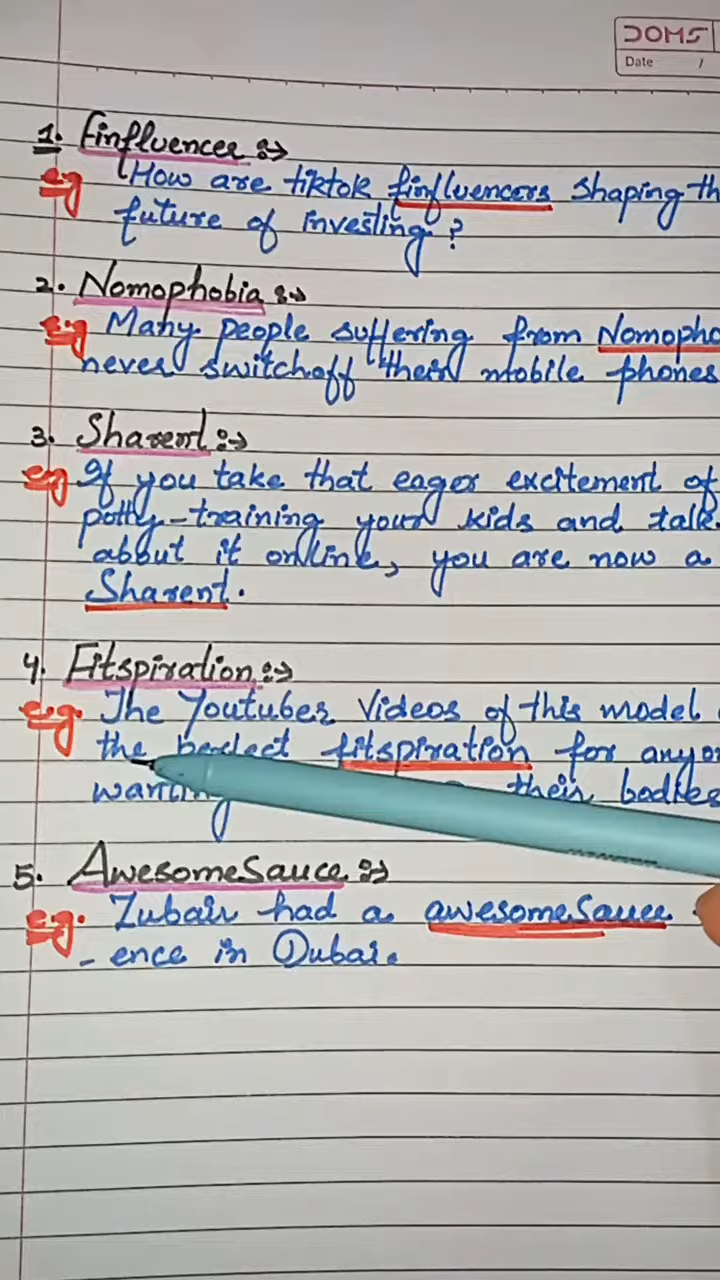 DOMS
Date /
1. Finfluencer :→
eg How are tiktok finfluencers shaping th
future of investing?
2. Nomophobia :→
e.g Many people suffering from Nomopho
never switchoff their mobile phones
3. Sharent :→
eg If you take that eager excitement of
potty-training your kids and talk
about it online, you are now a
Sharent.
4. Fitspiration :→
e.g. The Youtuber Videos of this model
the perfect fitspiration for anyo
their bodies
5. AwesomeSauce :→
eg. Zubair had a awesomeSauce
- ence in Dubai.